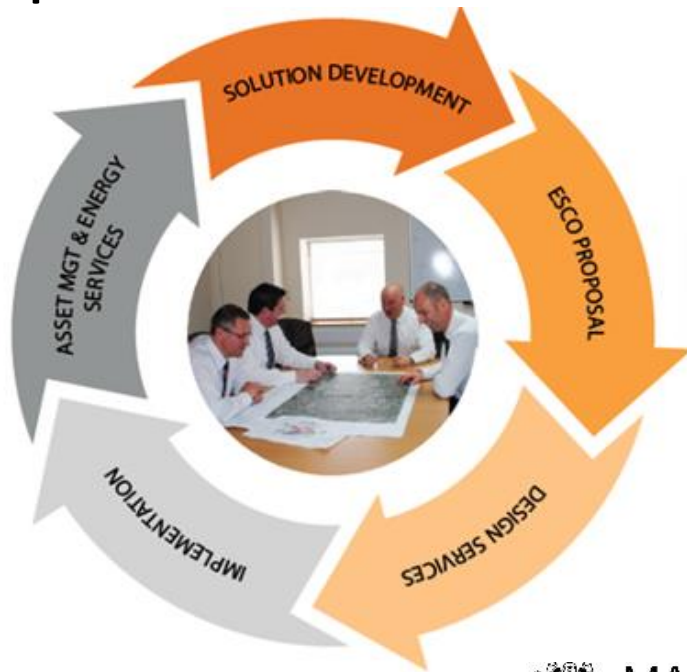 SOLUTION DEVELOPMENT
ESCO PROPOSAL
DESIGN SERVICES
IMPLEMENTATION
ASSET MGT & ENERGY
SERVICES